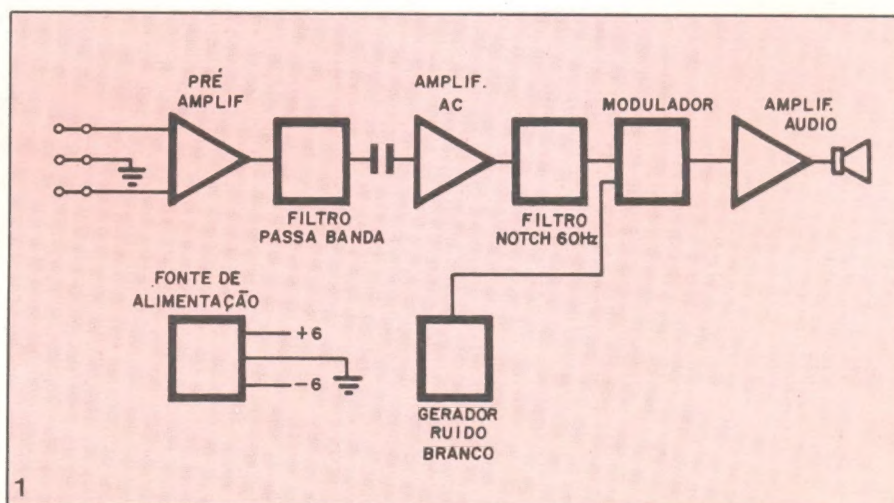 PRÉ
AMPLIF
FILTRO
PASSA BANDA
AMPLIF.
AC
FILTRO
NOTCH 60Hz
MODULADOR
AMPLIF.
AUDIO
FONTE DE
ALIMENTAÇÃO
+6
-6
GERADOR
RUIDO
BRANCO
1